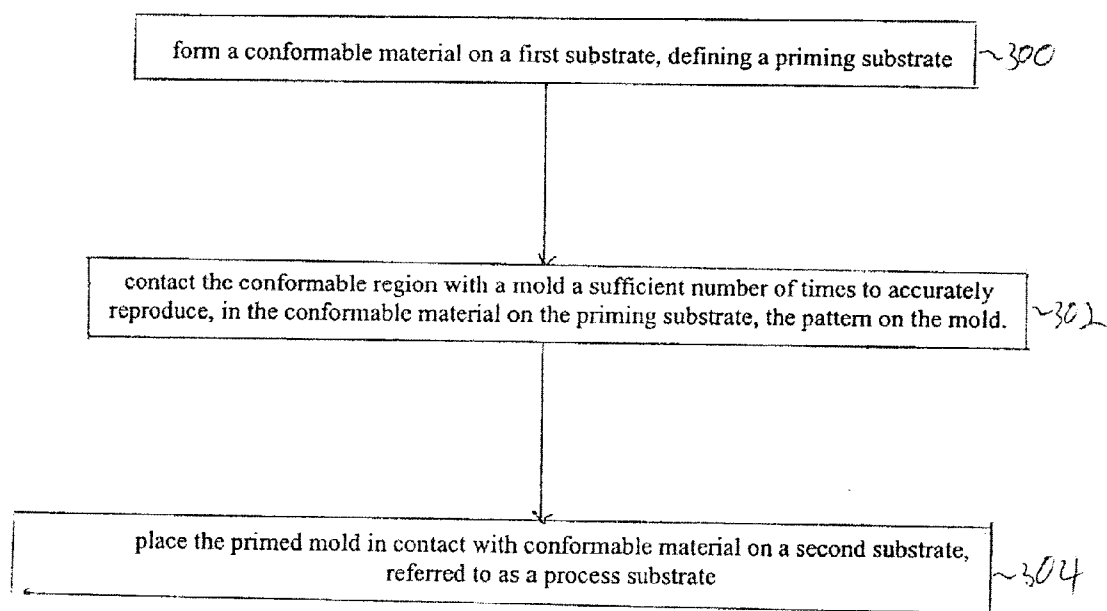 form a conformable material on a first substrate, defining a priming substrate ~300
contact the conformable region with a mold a sufficient number of times to accurately
reproduce, in the conformable material on the priming substrate, the pattern on the mold. ~302
place the primed mold in contact with conformable material on a second substrate,
referred to as a process substrate ~304